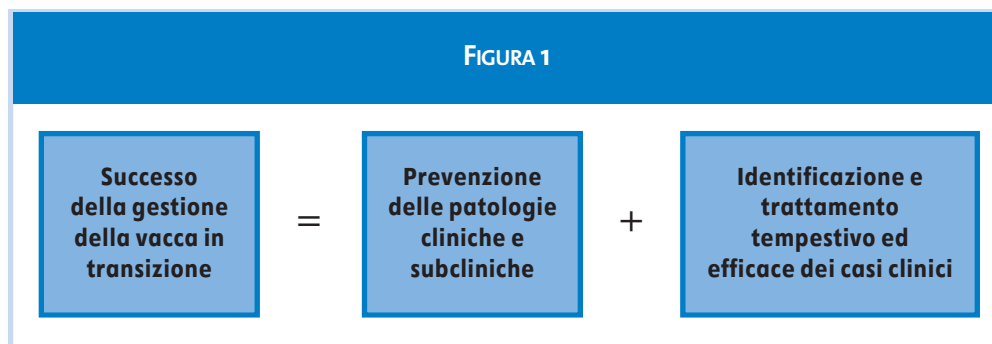 FIGURA 1
Successo
della gestione
della vacca in
transizione
=
Prevenzione
delle patologie
cliniche e
subcliniche
+
Identificazione e
trattamento
tempestivo ed
efficace dei casi clinici